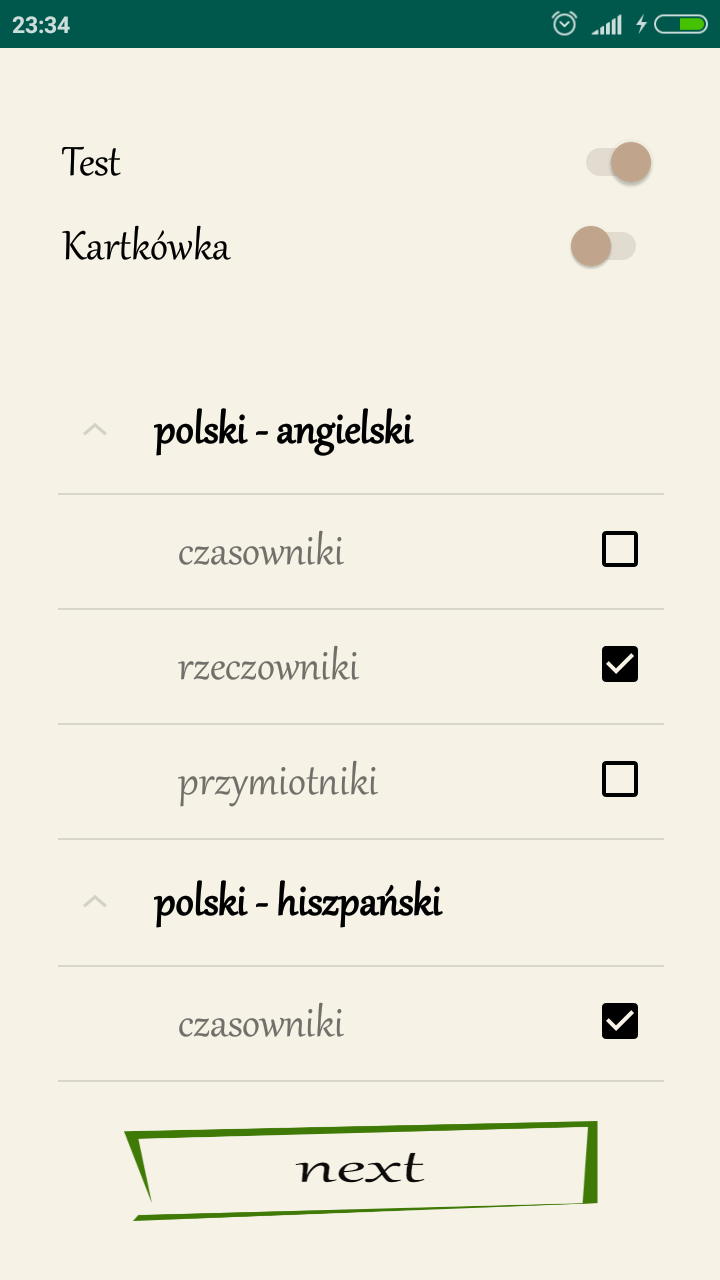 23:34
Test
Kartkówka
polski - angielski
czasowniki
rzeczowniki
przymiotniki
polski - hiszpański
czasowniki
next